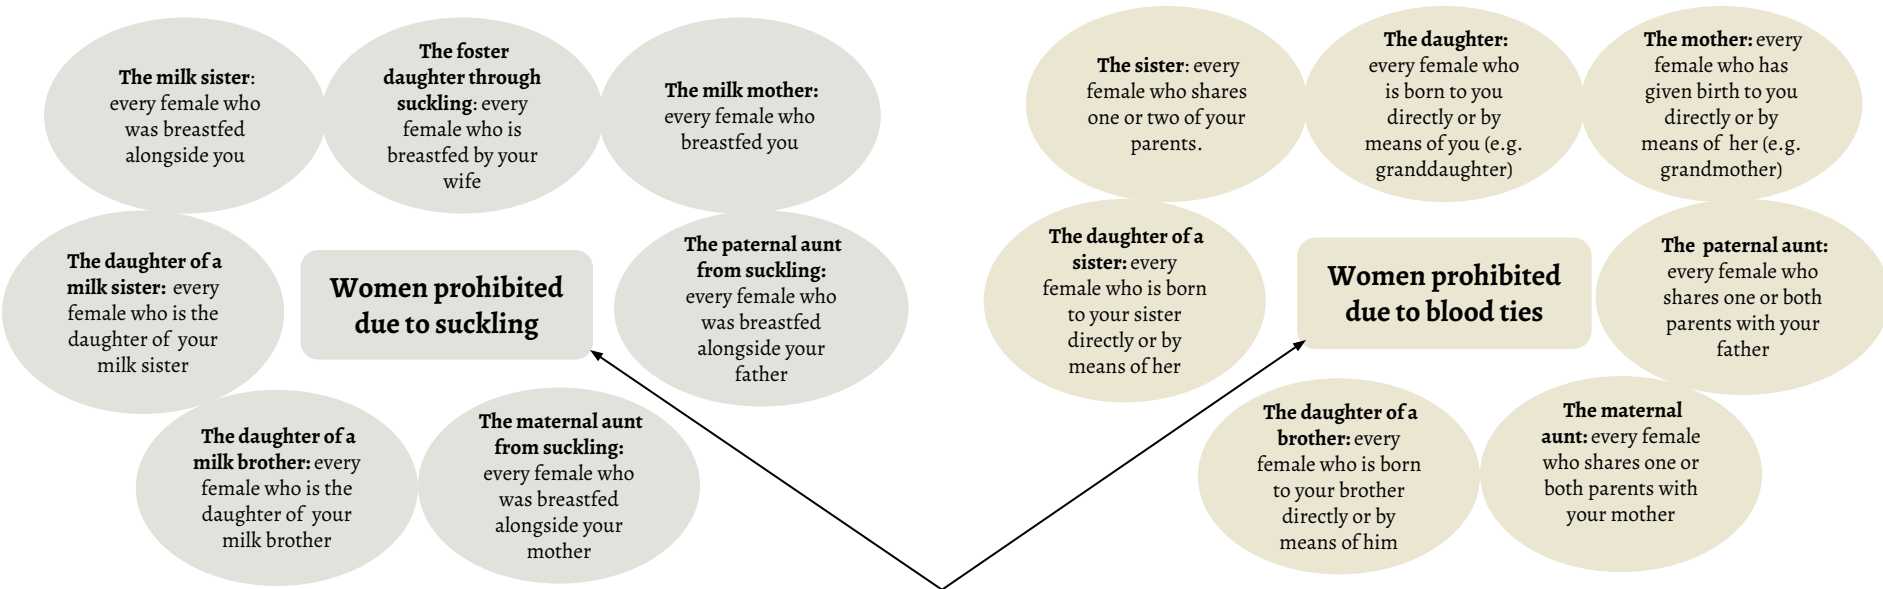 The milk sister:
every female who
was breastfed
alongside you
The foster
daughter through
suckling: every
female who is
breastfed by your
wife
The milk mother:
every female who
breastfed you
The daughter of a
milk sister: every
female who is the
daughter of your
milk sister
Women prohibited
due to suckling
The paternal aunt
from suckling:
every female who
was breastfed
alongside your
father
The daughter of a
milk brother: every
female who is the
daughter of your
milk brother
The maternal aunt
from suckling:
every female who
was breastfed
alongside your
mother
The sister: every
female who shares
one or two of your
parents.
The daughter:
every female who
is born to you
directly or by
means of you (e.g.
granddaughter)
The mother: every
female who has
given birth to you
directly or by
means of her (e.g.
grandmother)
The daughter of a
sister: every
female who is born
to your sister
directly or by
means of her
Women prohibited
due to blood ties
The paternal aunt:
every female who
shares one or both
parents with your
father
The daughter of a
brother: every
female who is born
to your brother
directly or by
means of him
The maternal
aunt: every female
who shares one or
both parents with
your mother